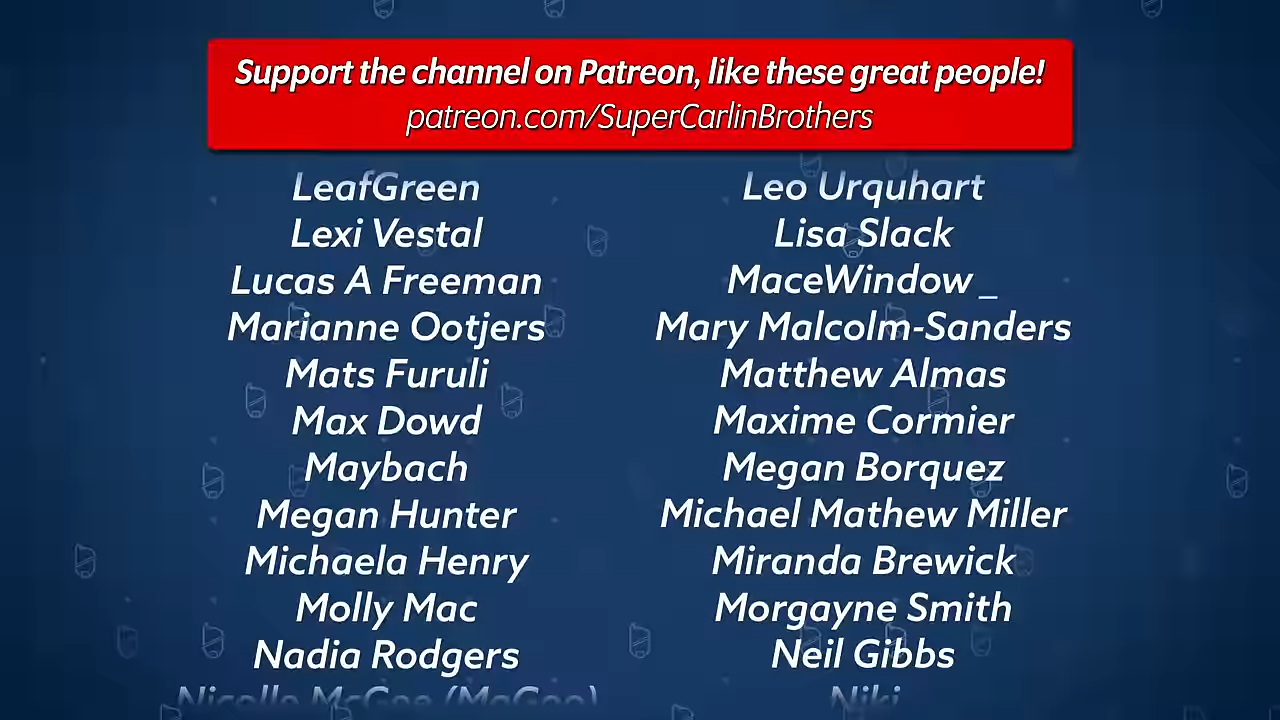 Support the channel on Patreon, like these great people!
patreon.com/SuperCarlinBrothers
LeafGreen Leo Urquhart
Lexi Vestal Lisa Slack
Lucas A Freeman MaceWindow _
Marianne Ootjers Mary Malcolm-Sanders
Mats Furuli Matthew Almas
Max Dowd Maxime Cormier
Maybach Megan Borquez
Megan Hunter Michael Mathew Miller
Michaela Henry Miranda Brewick
Molly Mac Morgayne Smith
Nadia Rodgers Neil Gibbs
Niki